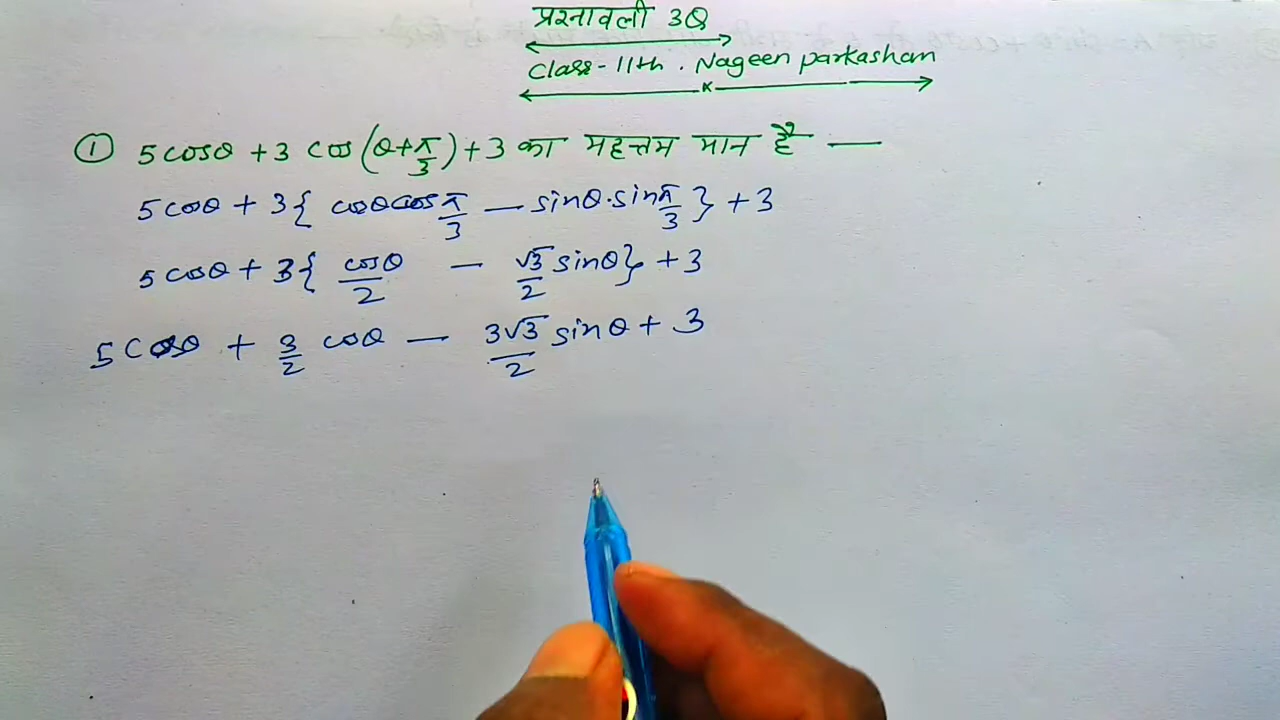 प्रश्नावली 3Q
Class-11th. Nageen parkasham
① 5cosθ + 3 cos(θ+π/3) + 3 का महत्तम मान है —
5cosθ + 3{ cosθcosπ/3 — sinθ·sinπ/3 } + 3
5cosθ + 3{ cosθ/2 — √3/2 sinθ} + 3
5cosθ + 3/2 cosθ — 3√3/2 sinθ + 3